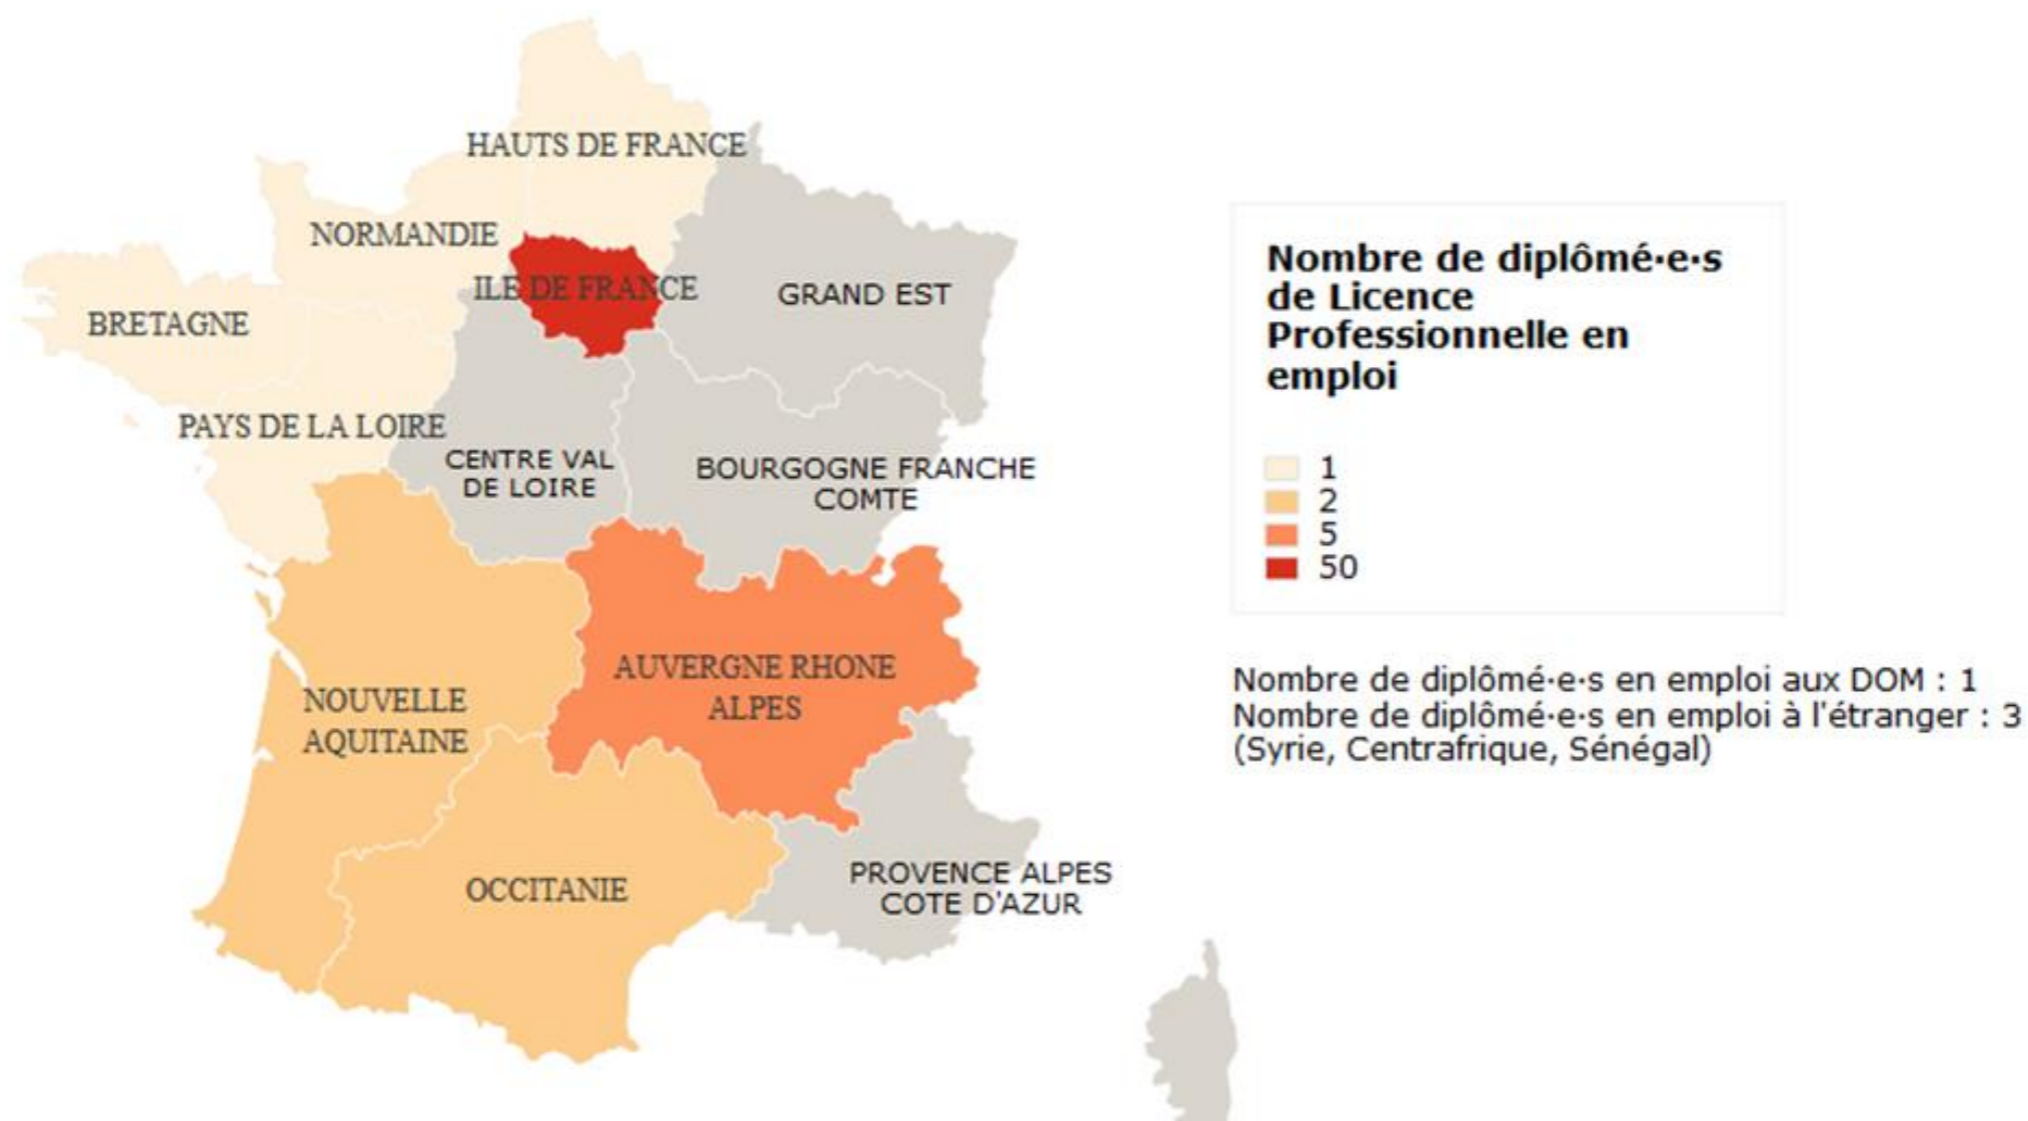 HAUTS DE FRANCE
NORMANDIE
ILE DE FRANCE
GRAND EST
BRETAGNE
PAYS DE LA LOIRE
CENTRE VAL
DE LOIRE
BOURGOGNE FRANCHE
COMTE
AUVERGNE RHONE
ALPES
NOUVELLE
AQUITAINE
OCCITANIE
PROVENCE ALPES
COTE D'AZUR
Nombre de diplômé·e·s
de Licence
Professionnelle en
emploi
1
2
5
50
Nombre de diplômé·e·s en emploi aux DOM : 1
Nombre de diplômé·e·s en emploi à l'étranger : 3
(Syrie, Centrafrique, Sénégal)